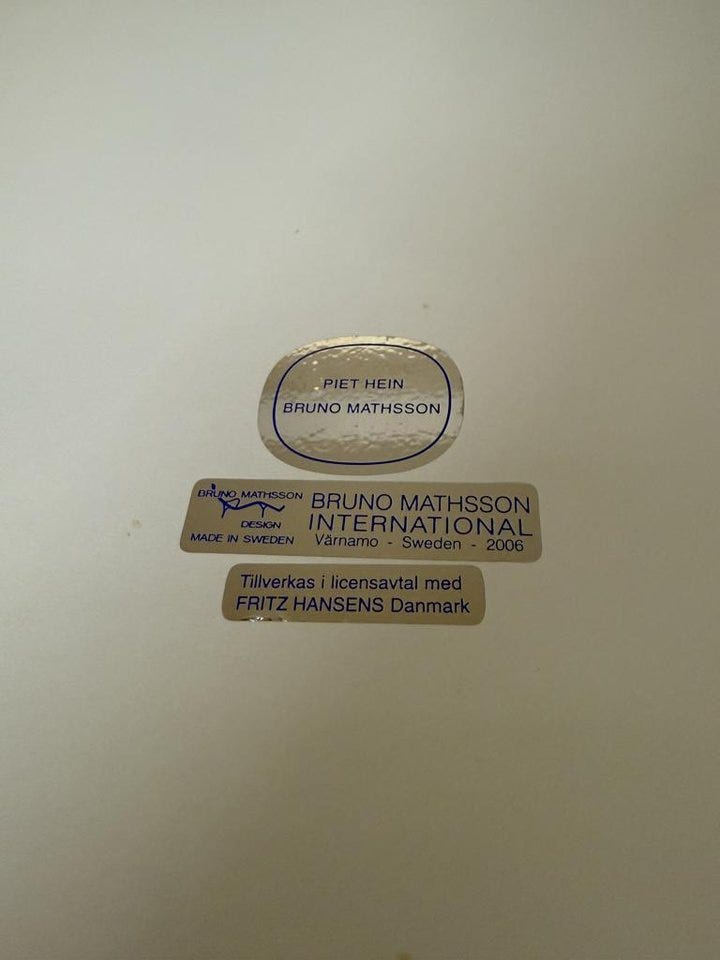 PIET HEIN
BRUNO MATHSSON
BRUNO MATHSSON
DESIGN
MADE IN SWEDEN
BRUNO MATHSSON
INTERNATIONAL
Värnamo - Sweden - 2006
Tillverkas i licensavtal med
FRITZ HANSENS Danmark